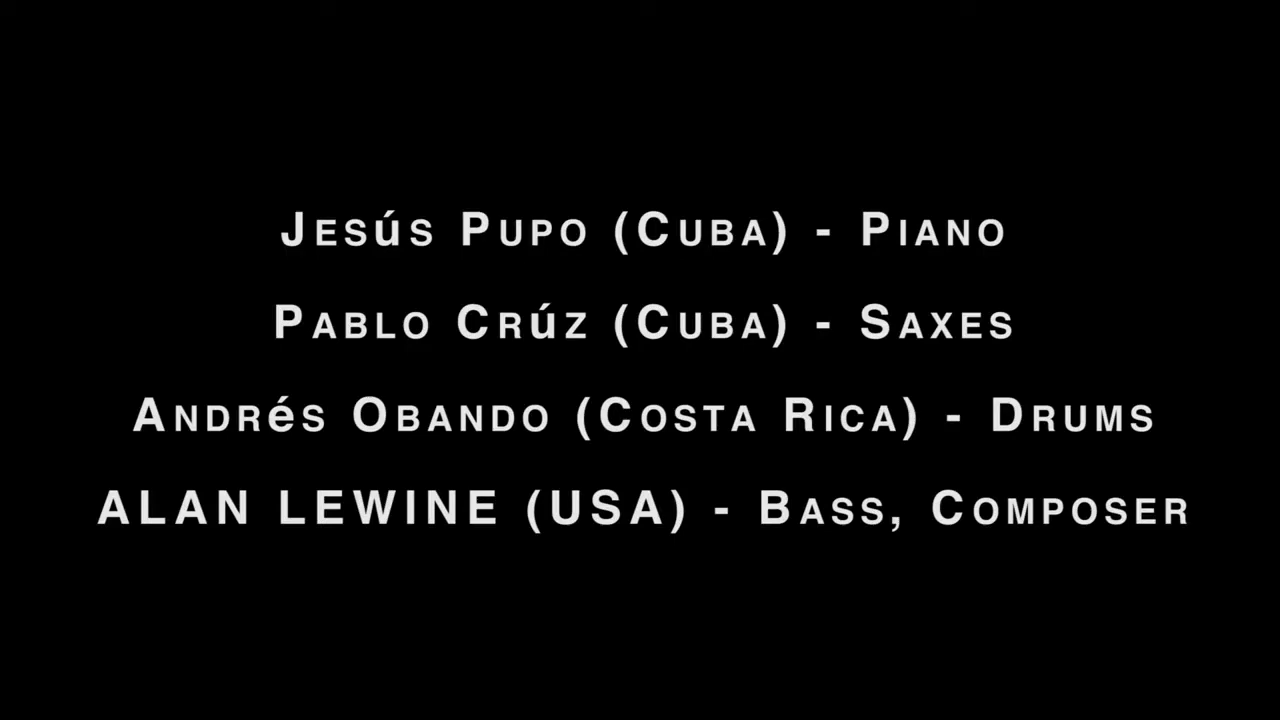 Jesús Pupo (Cuba) - Piano
Pablo Crúz (Cuba) - Saxes
Andrés Obando (Costa Rica) - Drums
ALAN LEWINE (USA) - Bass, Composer